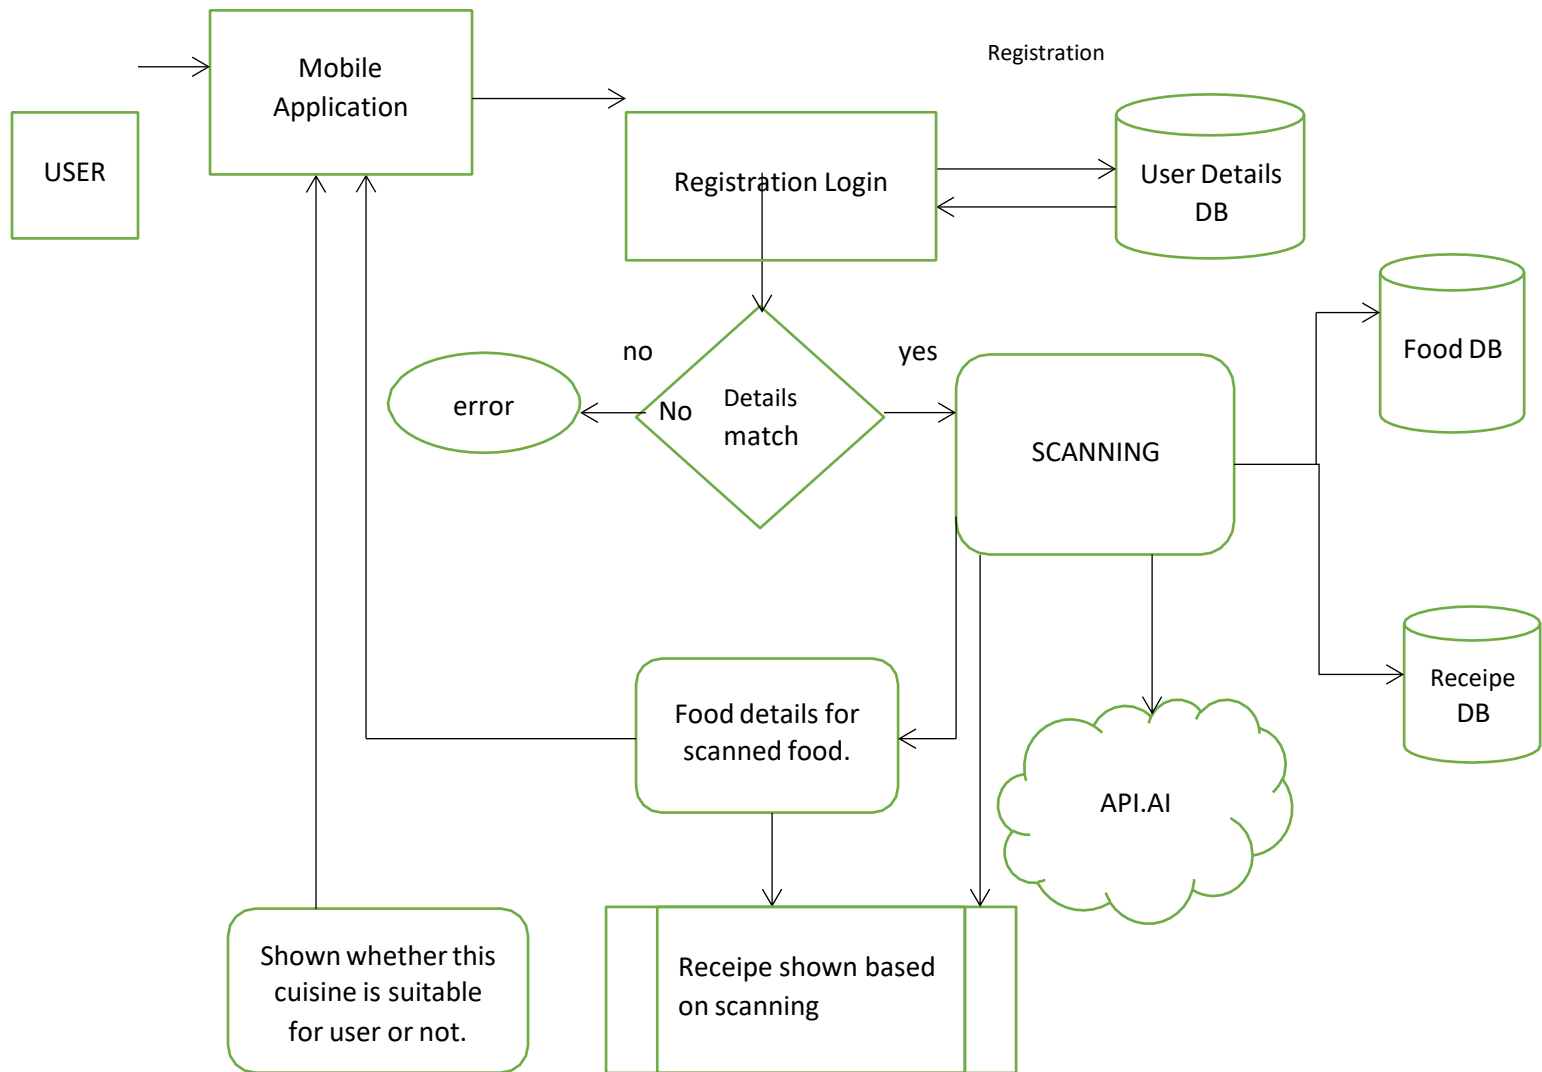 Registration
Mobile
Application
USER
Registration Login
User Details
DB
Food DB
no
yes
error
No
Details
match
SCANNING
Receipe
DB
Food details for
scanned food.
API.AI
Shown whether this
cuisine is suitable
for user or not.
Receipe shown based
on scanning